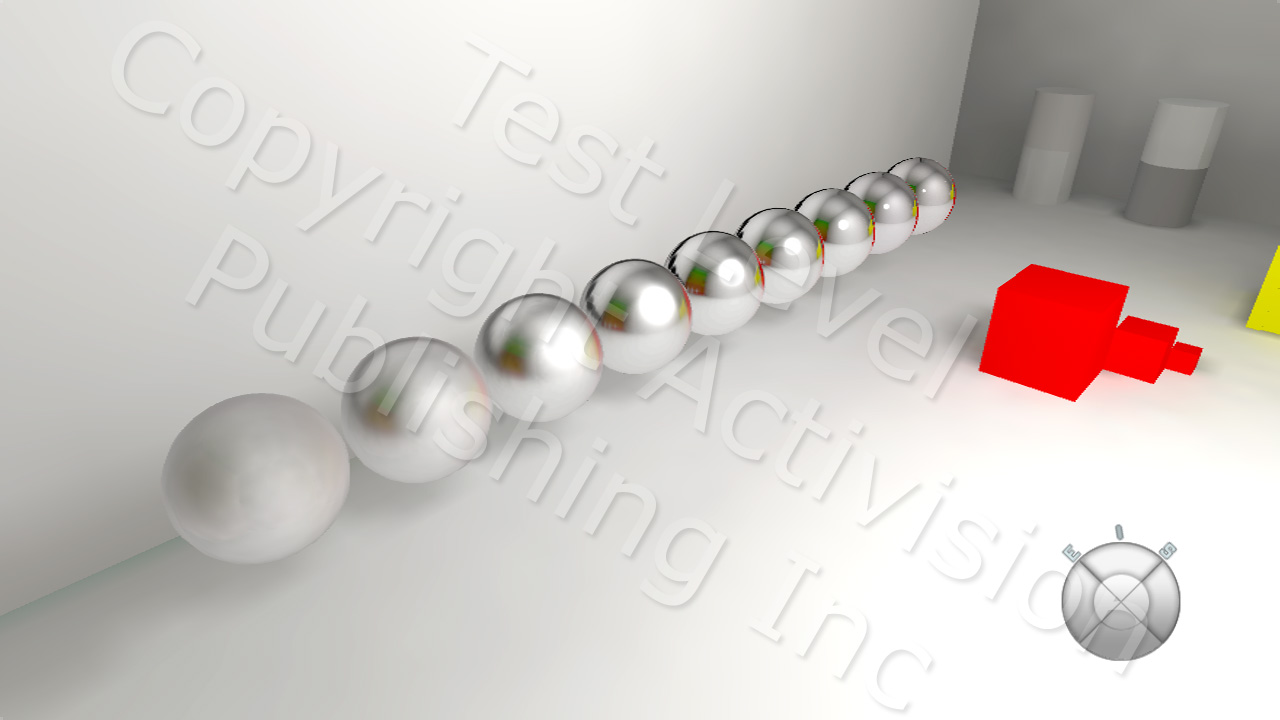 Test Level
Copyright Activision
Publishing Inc
E S